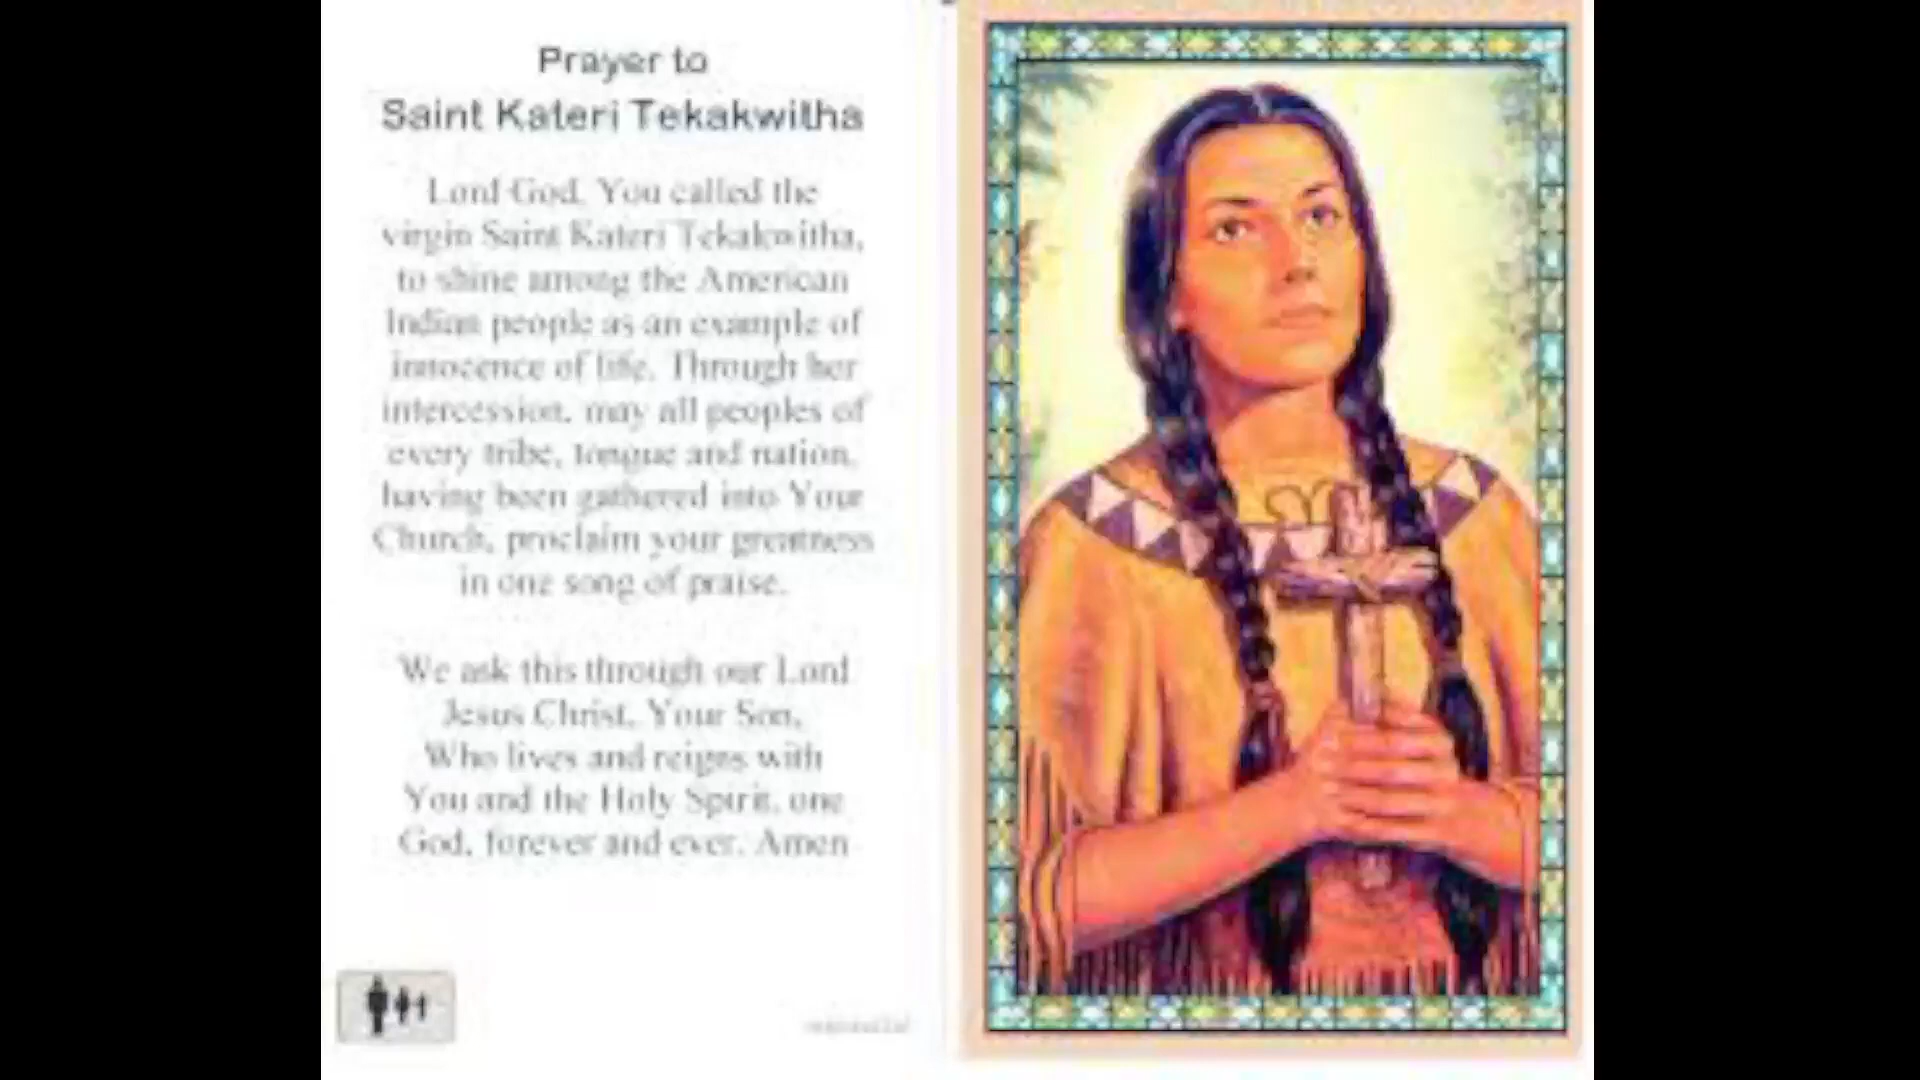 Prayer to
Saint Kateri Tekakwitha
Lord God, You called the
virgin Saint Kateri Tekakwitha,
to shine among the American
Indian people as an example of
innocence of life. Through her
intercession, may all peoples of
every tribe, tongue and nation,
having been gathered into Your
Church, proclaim your greatness
in one song of praise.
We ask this through our Lord
Jesus Christ, Your Son,
Who lives and reigns with
You and the Holy Spirit, one
God, forever and ever. Amen